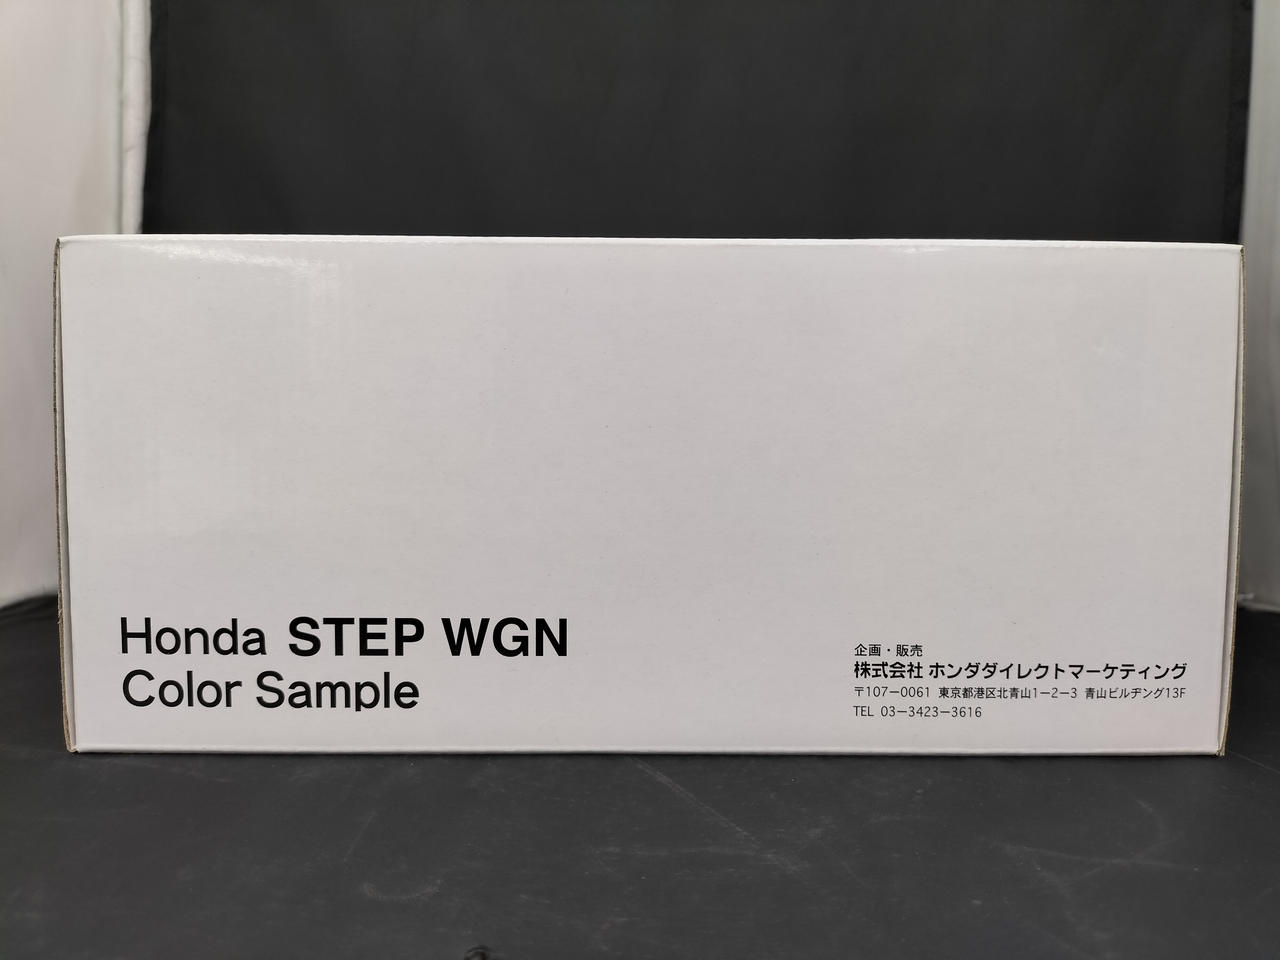 Honda STEP WGN
Color Sample
企画・販売
株式会社 ホンダダイレクトマーケティング
〒107−0061 東京都港区北青山1−2−3 青山ビルヂング13F
TEL 03−3423−3616